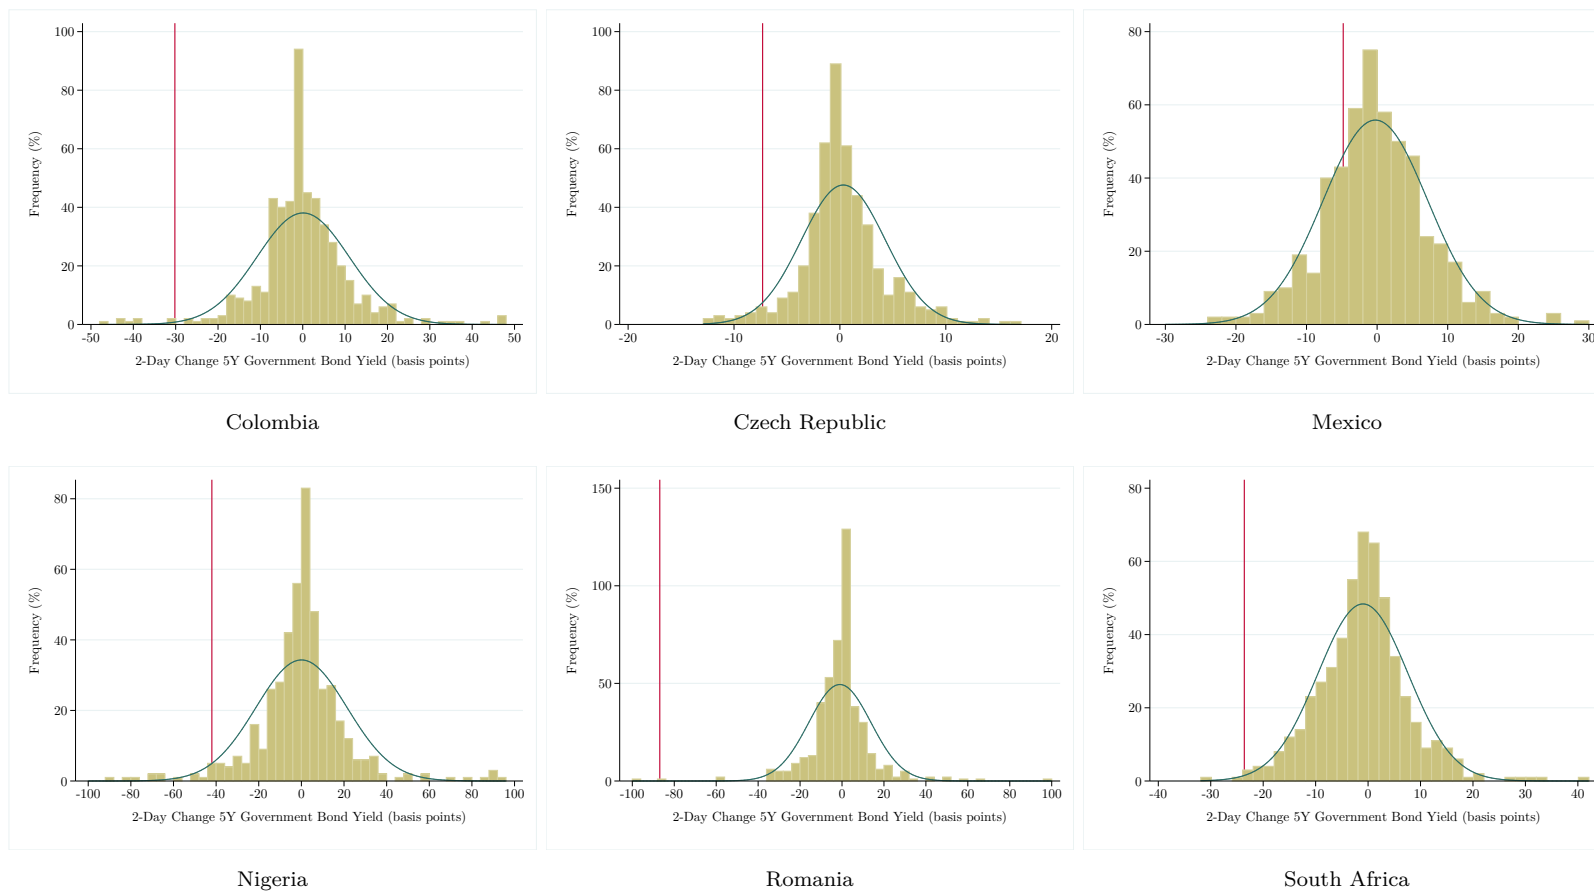 100
80
60
40
20
0
Frequency (%)
-50 -40 -30 -20 -10 0 10 20 30 40 50
2-Day Change 5Y Government Bond Yield (basis points)
Colombia
100
80
60
40
20
0
Frequency (%)
-20 -10 0 10 20
2-Day Change 5Y Government Bond Yield (basis points)
Czech Republic
80
60
40
20
0
Frequency (%)
-30 -20 -10 0 10 20 30
2-Day Change 5Y Government Bond Yield (basis points)
Mexico
80
60
40
20
0
Frequency (%)
-100 -80 -60 -40 -20 0 20 40 60 80 100
2-Day Change 5Y Government Bond Yield (basis points)
Nigeria
150
100
50
0
Frequency (%)
-100 -80 -60 -40 -20 0 20 40 60 80 100
2-Day Change 5Y Government Bond Yield (basis points)
Romania
80
60
40
20
0
Frequency (%)
-40 -30 -20 -10 0 10 20 30 40
2-Day Change 5Y Government Bond Yield (basis points)
South Africa